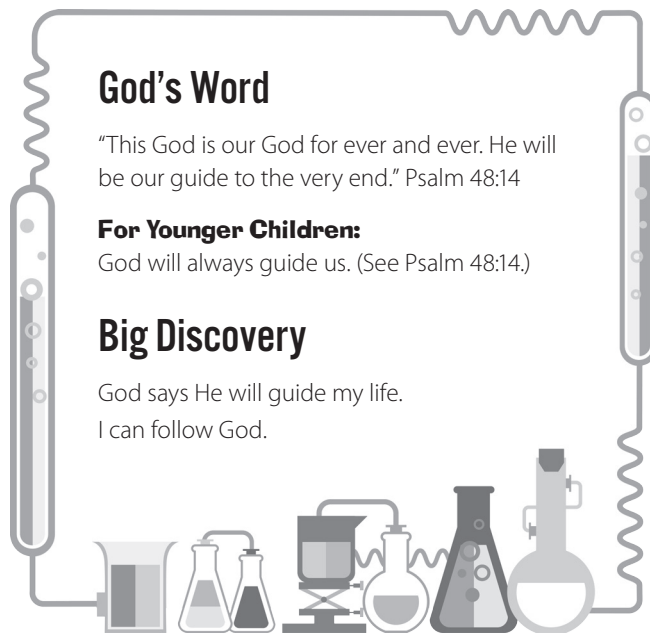 God’s Word
“This God is our God for ever and ever. He will
be our guide to the very end.” Psalm 48:14
For Younger Children:
God will always guide us. (See Psalm 48:14.)
Big Discovery
God says He will guide my life.
I can follow God.